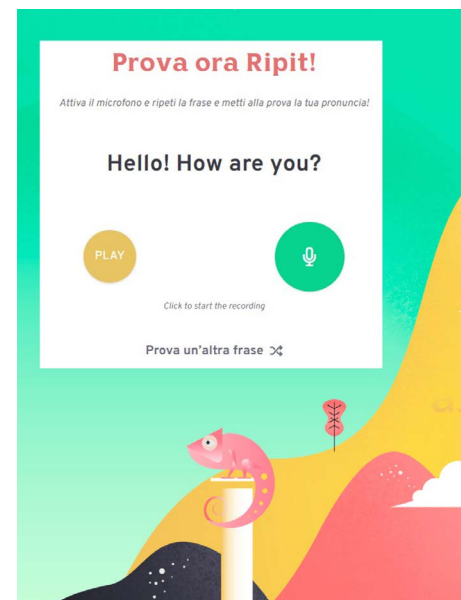 Prova ora Ripit!
Attiva il microfono e ripeti la frase e metti alla prova la tua pronuncia!
Hello! How are you?
PLAY
Click to start the recording
Prova un'altra frase